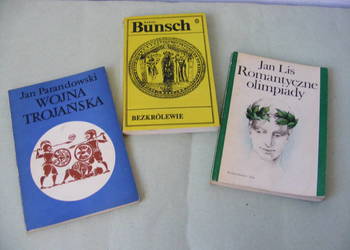 Jan Parandowski
WOJNA
TROJAŃSKA
Bunsch
BEZKRÓLEWIE
Jan Lis
Romantyczne
olimpiady